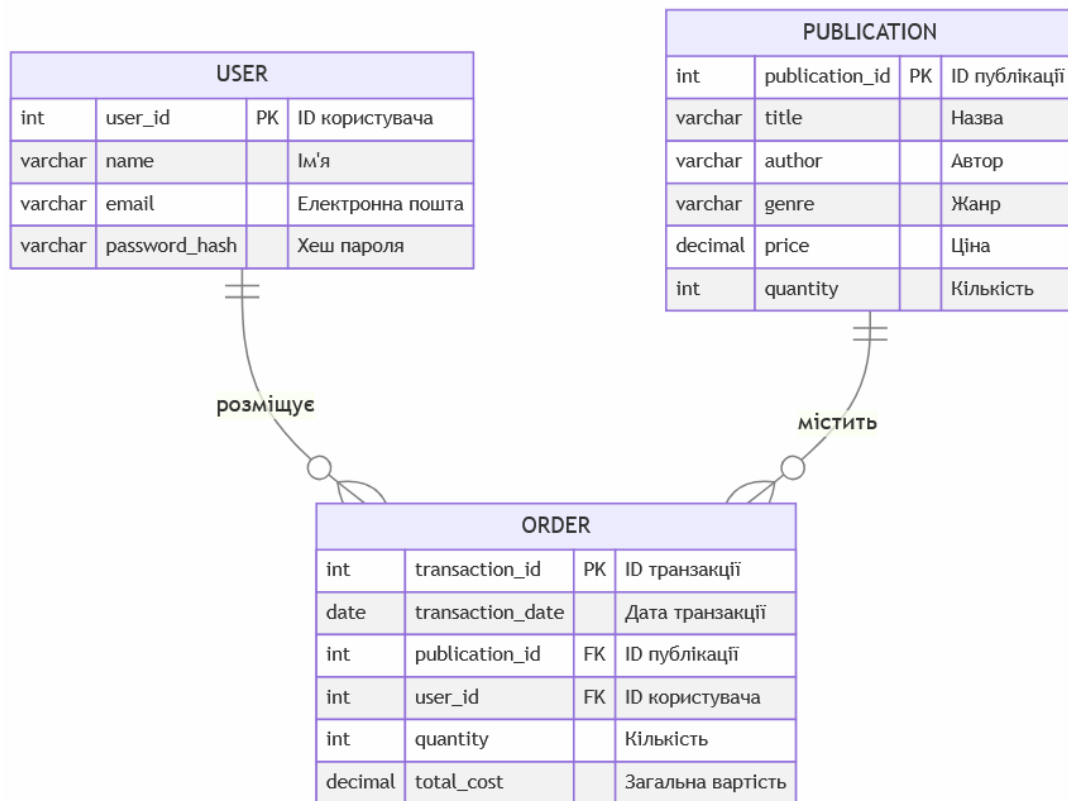 USER
int user_id PK ID користувача
varchar name Ім'я
varchar email Електронна пошта
varchar password_hash Хеш пароля
PUBLICATION
int publication_id PK ID публікації
varchar title Назва
varchar author Автор
varchar genre Жанр
decimal price Ціна
int quantity Кількість
розміщує
містить
ORDER
int transaction_id PK ID транзакції
date transaction_date Дата транзакції
int publication_id FK ID публікації
int user_id FK ID користувача
int quantity Кількість
decimal total_cost Загальна вартість